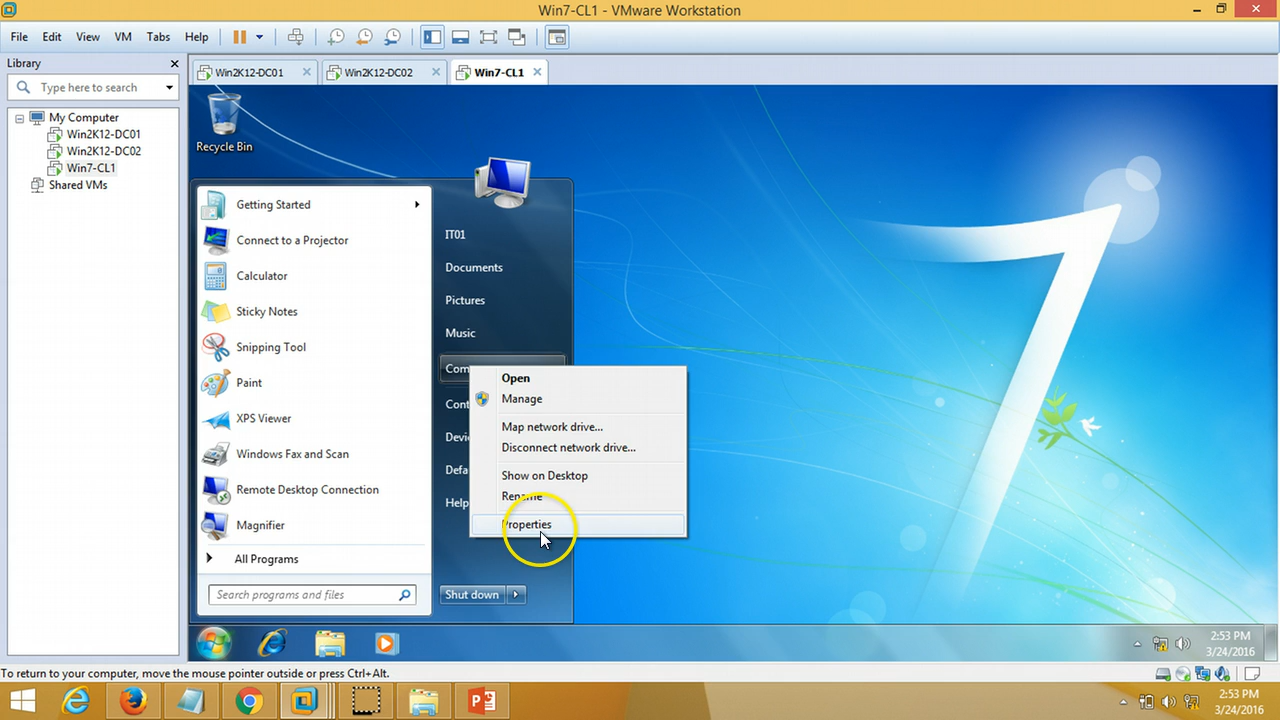 Win7-CL1 - VMware Workstation
File Edit View VM Tabs Help
Library
Type here to search
My Computer
Win2K12-DC01
Win2K12-DC02
Win7-CL1
Shared VMs
Win2K12-DC01 Win2K12-DC02 Win7-CL1
Recycle Bin
Getting Started
Connect to a Projector
Calculator
Sticky Notes
Snipping Tool
Paint
XPS Viewer
Windows Fax and Scan
Remote Desktop Connection
Magnifier
All Programs
Search programs and files
IT01
Documents
Pictures
Music
Com
Cont
Devi
Defa
Help
Shut down
Open
Manage
Map network drive...
Disconnect network drive...
Show on Desktop
Rename
Properties
2:53 PM
3/24/2016
To return to your computer, move the mouse pointer outside or press Ctrl+Alt.
2:53 PM
3/24/2016